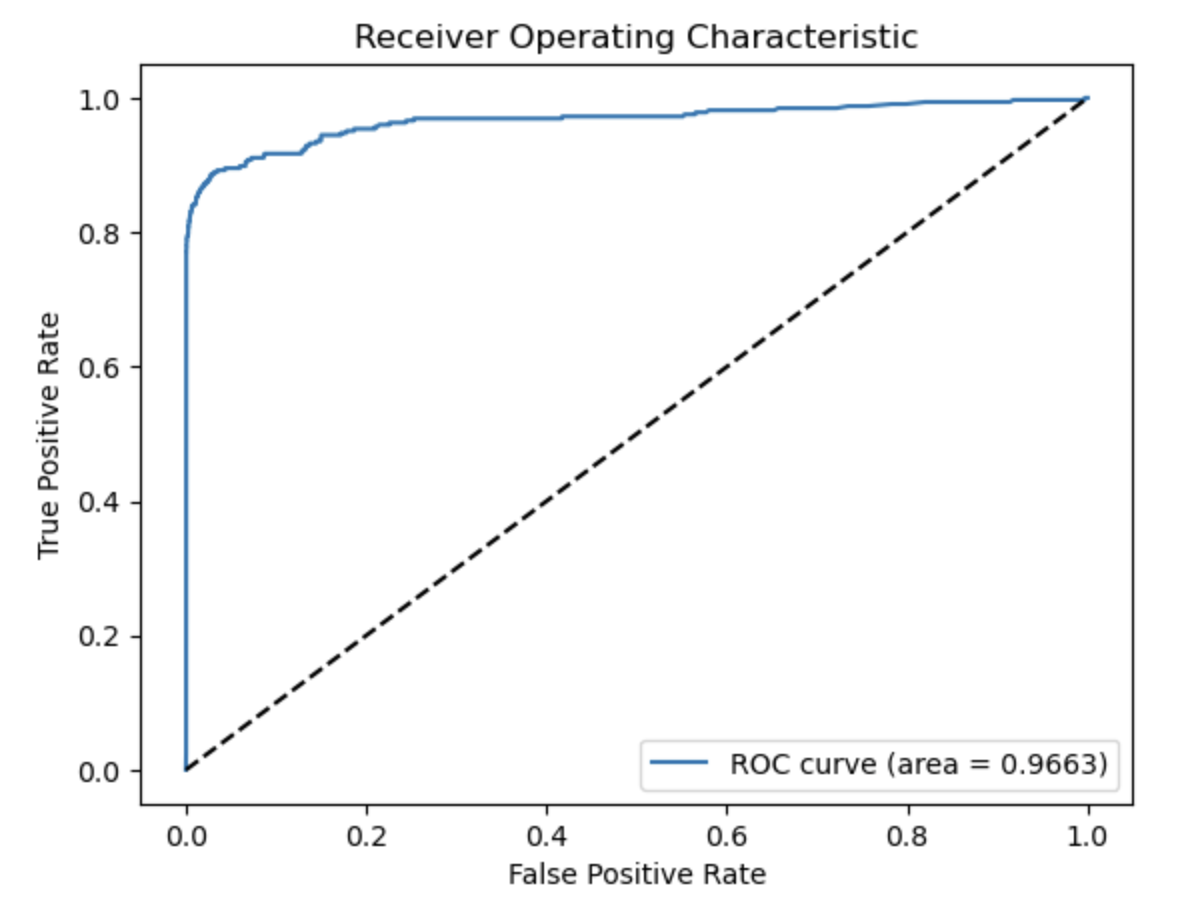 Receiver Operating Characteristic
1.0
0.8
0.6
0.4
0.2
0.0
True Positive Rate
ROC curve (area = 0.9663)
0.0 0.2 0.4 0.6 0.8 1.0
False Positive Rate